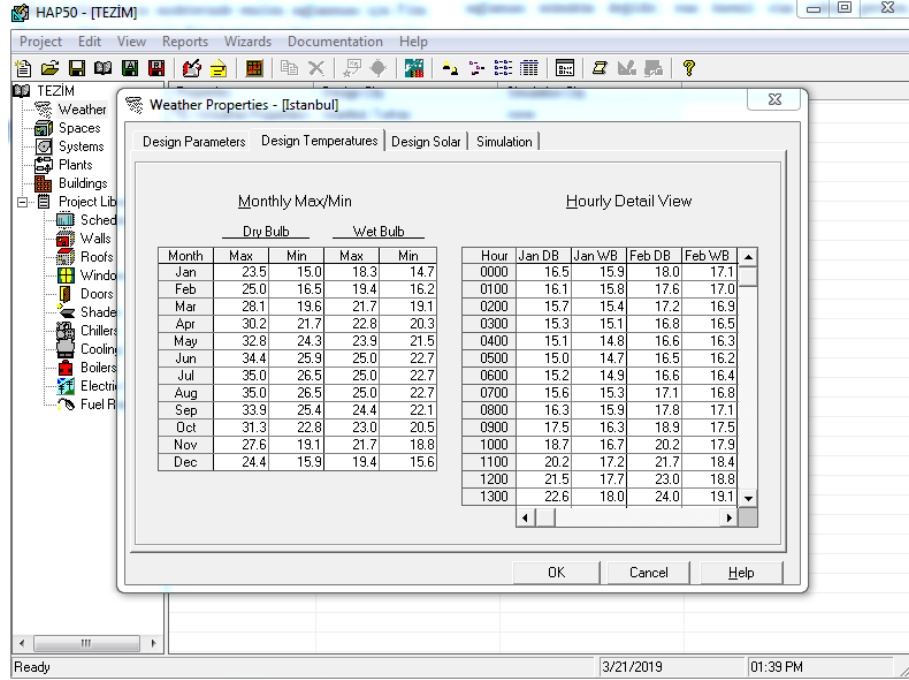 HAP50 - [TEZİM]
Project Edit View Reports Wizards Documentation Help
TEZİM
Weather
Spaces
Systems
Plants
Buildings
Project Lib
Sched
Walls
Roofs
Windo
Doors
Shade
Chillers
Cooling
Boilers
Electri
Fuel R
Weather Properties - [Istanbul]
Design Parameters Design Temperatures Design Solar Simulation
Monthly Max/Min
Dry Bulb Wet Bulb
Month Max Min Max Min
Jan 23.5 15.0 18.3 14.7
Feb 25.0 16.5 19.4 16.2
Mar 28.1 19.6 21.7 19.1
Apr 30.2 21.7 22.8 20.3
May 32.8 24.3 23.9 21.5
Jun 34.4 25.9 25.0 22.7
Jul 35.0 26.5 25.0 22.7
Aug 35.0 26.5 25.0 22.7
Sep 33.9 25.4 24.4 22.1
Oct 31.3 22.8 23.0 20.5
Nov 27.6 19.1 21.7 18.8
Dec 24.4 15.9 19.4 15.6
Hourly Detail View
Hour Jan DB Jan WB Feb DB Feb WB
0000 16.5 15.9 18.0 17.1
0100 16.1 15.8 17.6 17.0
0200 15.7 15.4 17.2 16.9
0300 15.3 15.1 16.8 16.5
0400 15.1 14.8 16.6 16.3
0500 15.0 14.7 16.5 16.2
0600 15.2 14.9 16.6 16.4
0700 15.6 15.3 17.1 16.8
0800 16.3 15.9 17.8 17.1
0900 17.5 16.3 18.9 17.5
1000 18.7 16.7 20.2 17.9
1100 20.2 17.2 21.7 18.4
1200 21.5 17.7 23.0 18.8
1300 22.6 18.0 24.0 19.1
OK Cancel Help
Ready 3/21/2019 01:39 PM